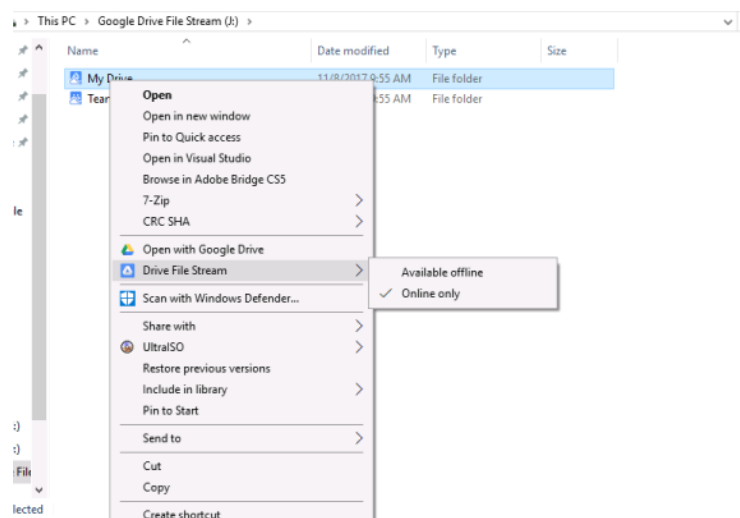 This PC > Google Drive File Stream (J:) >
Name Date modified Type Size
My Drive 11/8/2017 9:55 AM File folder
Tear :55 AM File folder
Open
Open in new window
Pin to Quick access
Open in Visual Studio
Browse in Adobe Bridge CS5
7-Zip
le
CRC SHA
Open with Google Drive
Drive File Stream
Available offline
Online only
Scan with Windows Defender...
Share with
UltraISO
Restore previous versions
Include in library
Pin to Start
:)
Send to
:)
Cut
File
Copy
lected
Create shortcut